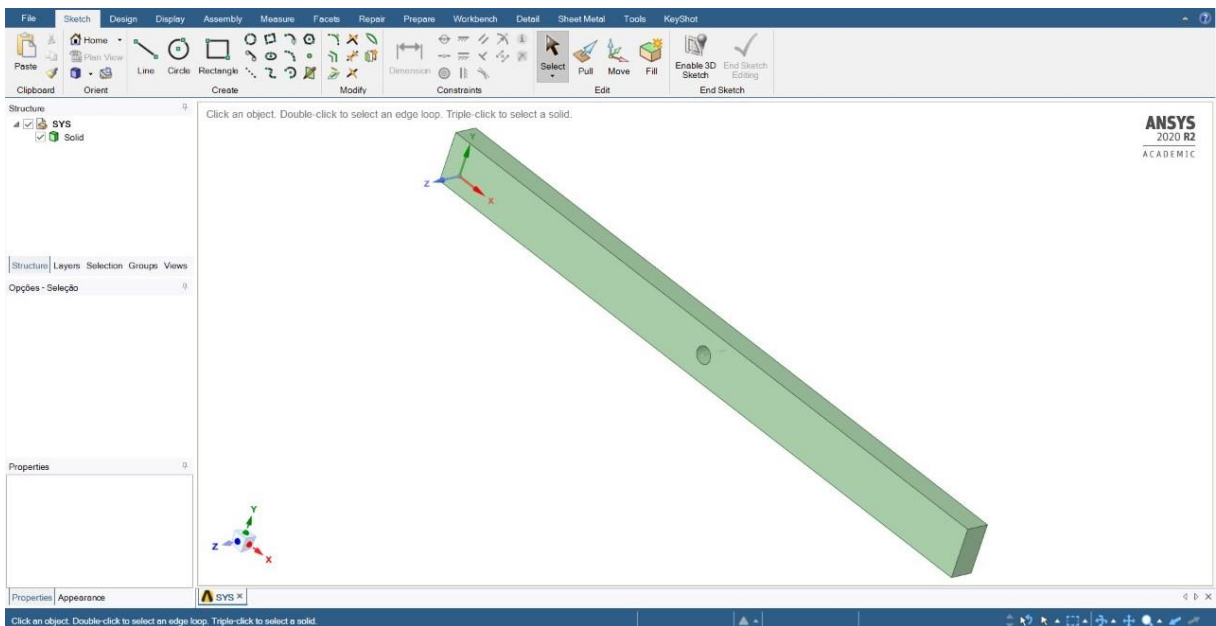 File Sketch Design Display Assembly Measure Facets Repair Prepare Workbench Detail Sheet Metal Tools KeyShot
Paste
Home
Plan View
Line Circle Rectangle
Dimension
Select Pull Move Fill
Enable 3D Sketch
End Sketch Editing
Clipboard Orient Create Modify Constraints Edit End Sketch
Structure
SYS
Solid
Click an object. Double-click to select an edge loop. Triple-click to select a solid.
ANSYS
2020 R2
ACADEMIC
Y
Z
X
Structure Layers Selection Groups Views
Opções - Seleção
Properties
Y
Z
X
Properties Appearance
SYS
Click an object. Double-click to select an edge loop. Triple-click to select a solid.